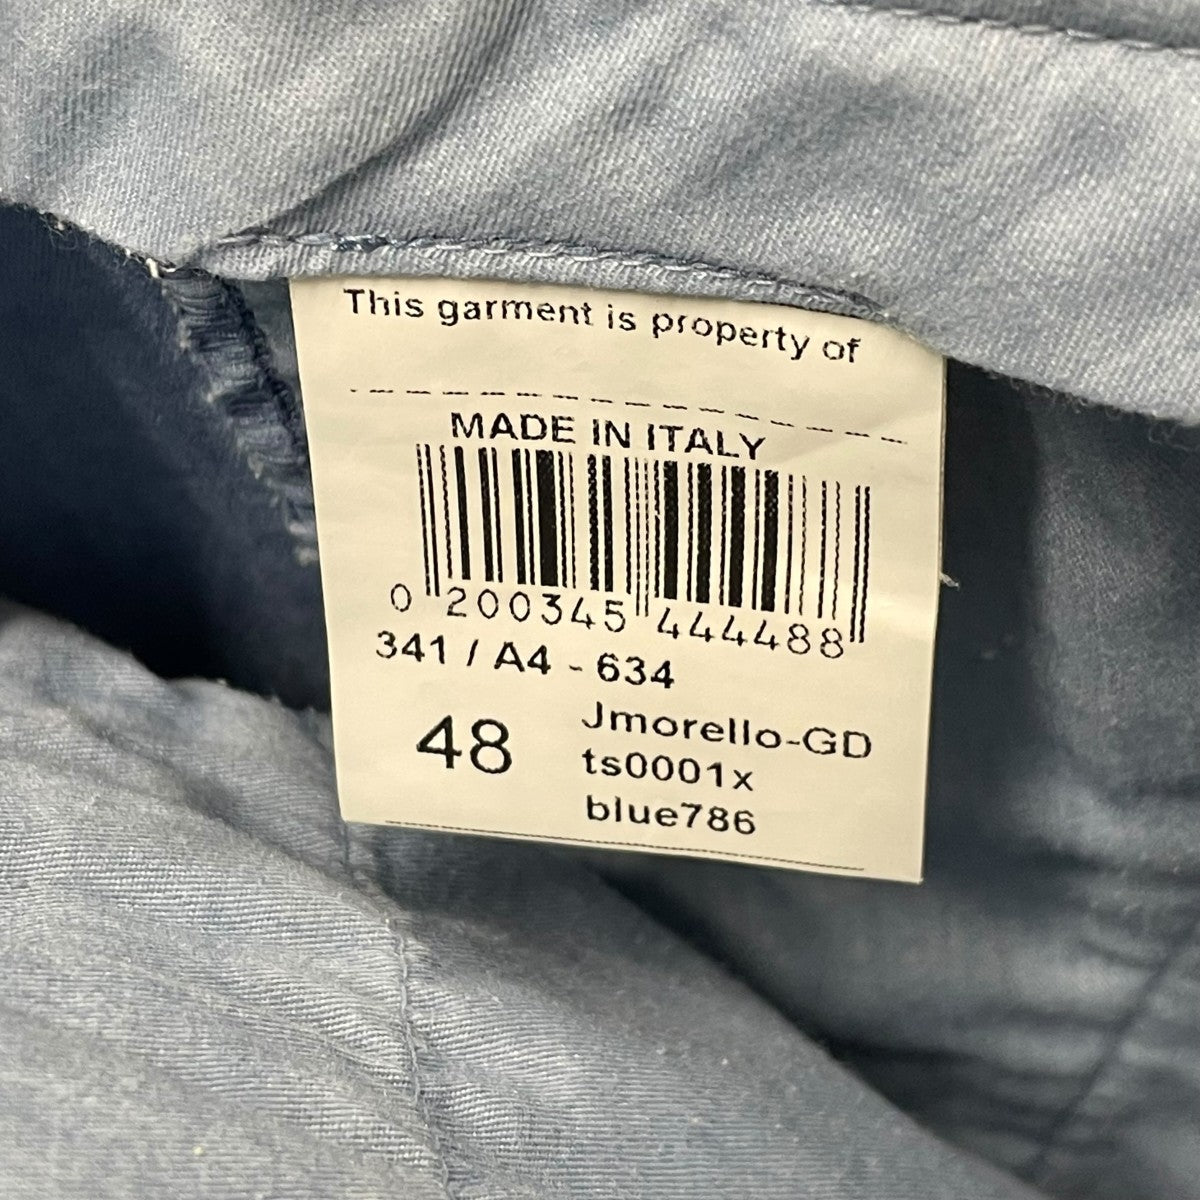 This garment is property of
MADE IN ITALY
0 200345 444488
341 / A4 - 634
48
Jmorello-GD
ts0001x
blue786